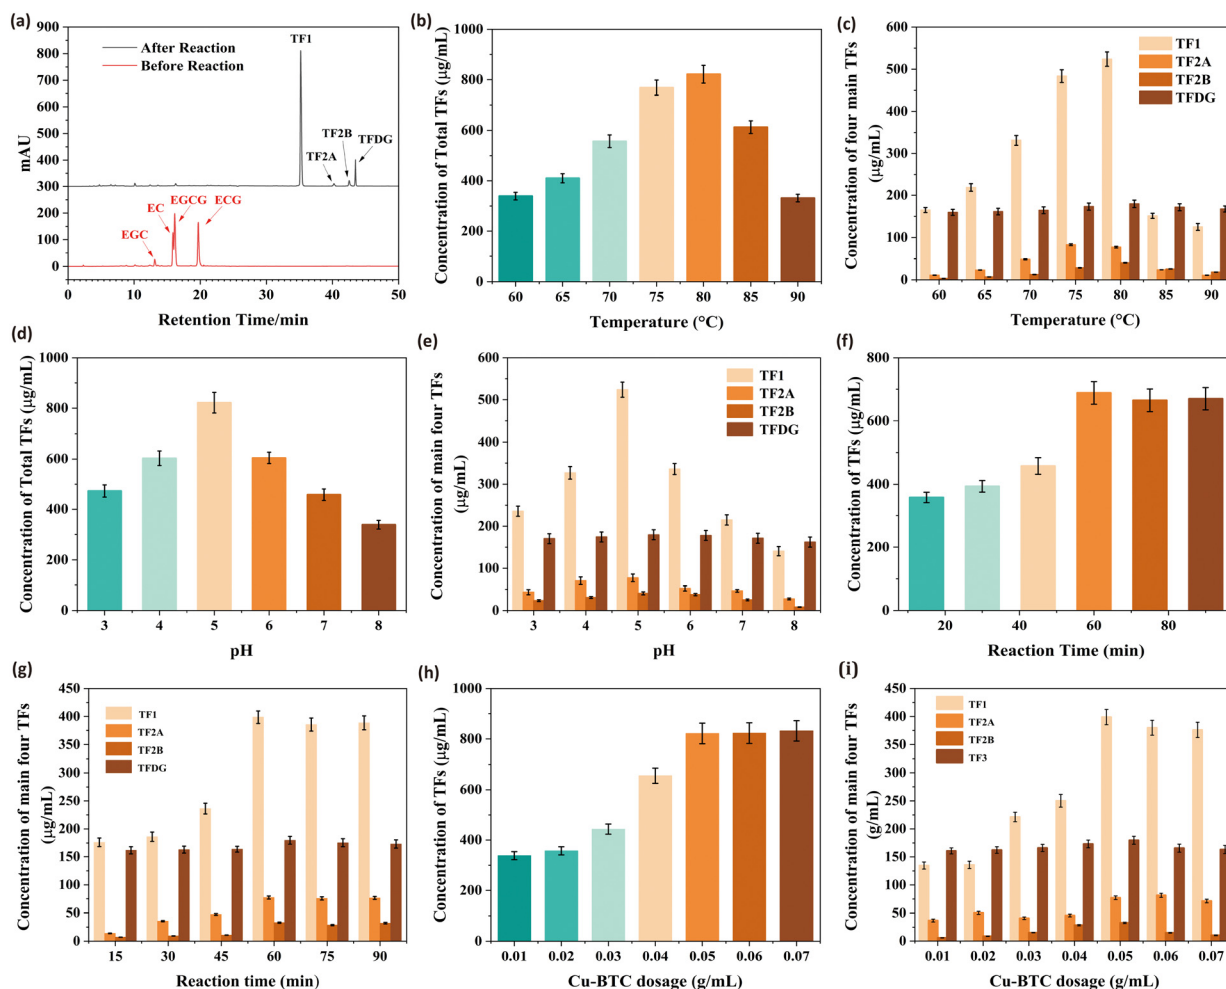 (a)
900
800
700
600
500
400
300
200
100
0
mAU
0 10 20 30 40 50
Retention Time/min
After Reaction
Before Reaction
TF1
TF2B
TFDG
TF2A
EGCG
EC
ECG
EGC
(b)
1000
800
600
400
200
0
Concentration of Total TFs (μg/mL)
60 65 70 75 80 85 90
Temperature (°C)
(c)
600
500
400
300
200
100
0
Concentration of four main TFs
(μg/mL)
TF1
TF2A
TF2B
TFDG
60 65 70 75 80 85 90
Temperature (°C)
(d)
1000
800
600
400
200
0
Concentration of Total TFs (μg/mL)
3 4 5 6 7 8
pH
(e)
600
500
400
300
200
100
0
Concentration of main four TFs
(μg/mL)
TF1
TF2A
TF2B
TFDG
3 4 5 6 7 8
pH
(f)
800
600
400
200
0
Concentration of TFs (μg/mL)
20 40 60 80
Reaction Time (min)
(g)
450
400
350
300
250
200
150
100
50
0
Concentration of main four TFs
(μg/mL)
TF1
TF2A
TF2B
TFDG
15 30 45 60 75 90
Reaction time (min)
(h)
1000
800
600
400
200
0
Concentration of TFs (μg/mL)
0.01 0.02 0.03 0.04 0.05 0.06 0.07
Cu-BTC dosage (g/mL)
(i)
450
400
350
300
250
200
150
100
50
0
Concentration of main four TFs
(g/mL)
TF1
TF2A
TF2B
TF3
0.01 0.02 0.03 0.04 0.05 0.06 0.07
Cu-BTC dosage (g/mL)